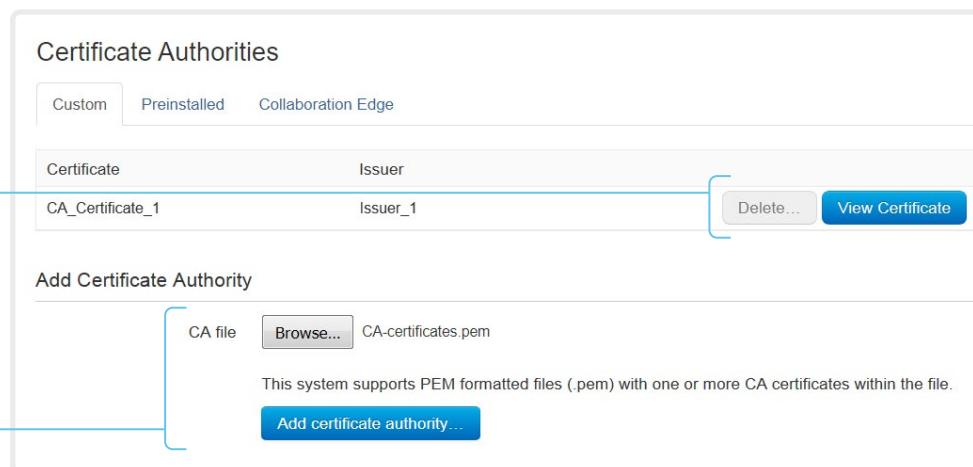 Certificate Authorities
Custom Preinstalled Collaboration Edge
Certificate Issuer
CA_Certificate_1 Issuer_1 Delete... View Certificate
Add Certificate Authority
CA file Browse... CA-certificates.pem
This system supports PEM formatted files (.pem) with one or more CA certificates within the file.
Add certificate authority...